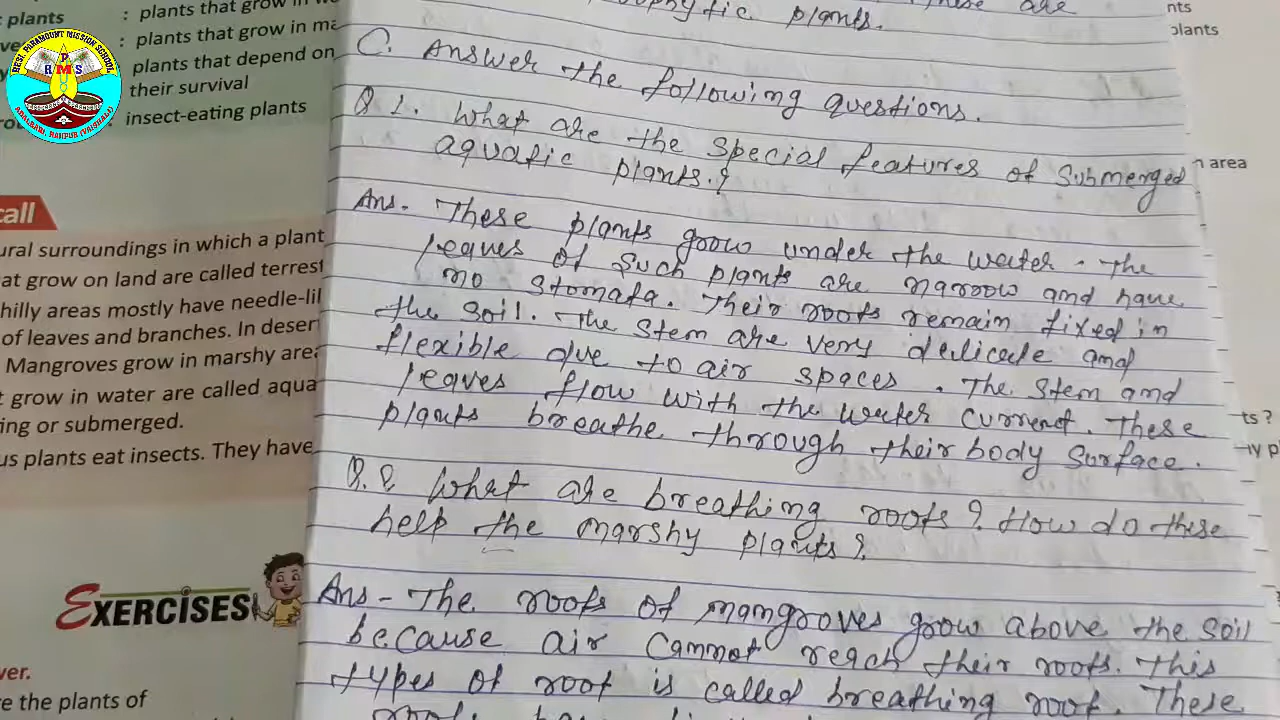 plants : plants that grow in
: plants that grow in ma
plants that depend on
their survival
insect-eating plants
DESI PARAMOUNT MISSION SCHOOL
P
R M S
call
ural surroundings in which a plant
at grow on land are called terrest
hilly areas mostly have needle-lil
of leaves and branches. In deser
Mangroves grow in marshy area
t grow in water are called aqua
ing or submerged.
us plants eat insects. They have
EXERCISES
ver.
e the plants of
are
plants.
C. Answer the following questions.
Q 1. What are the special features of submerged
aquatic plants.?
Ans. These plants grow under the water. The
leaves of such plants are narrow and have
no stomata. Their roots remain fixed in
the soil. The stem are very delicate and
flexible due to air spaces. The stem and
leaves flow with the water current. These
plants breathe through their body surface.
Q.2 What are breathing roots? How do these
help the marshy plants?
Ans - The roots of mangroves grow above the soil
because air cannot reach their roots. This
types of root is called breathing root. These
nts
plants
n area
ts?